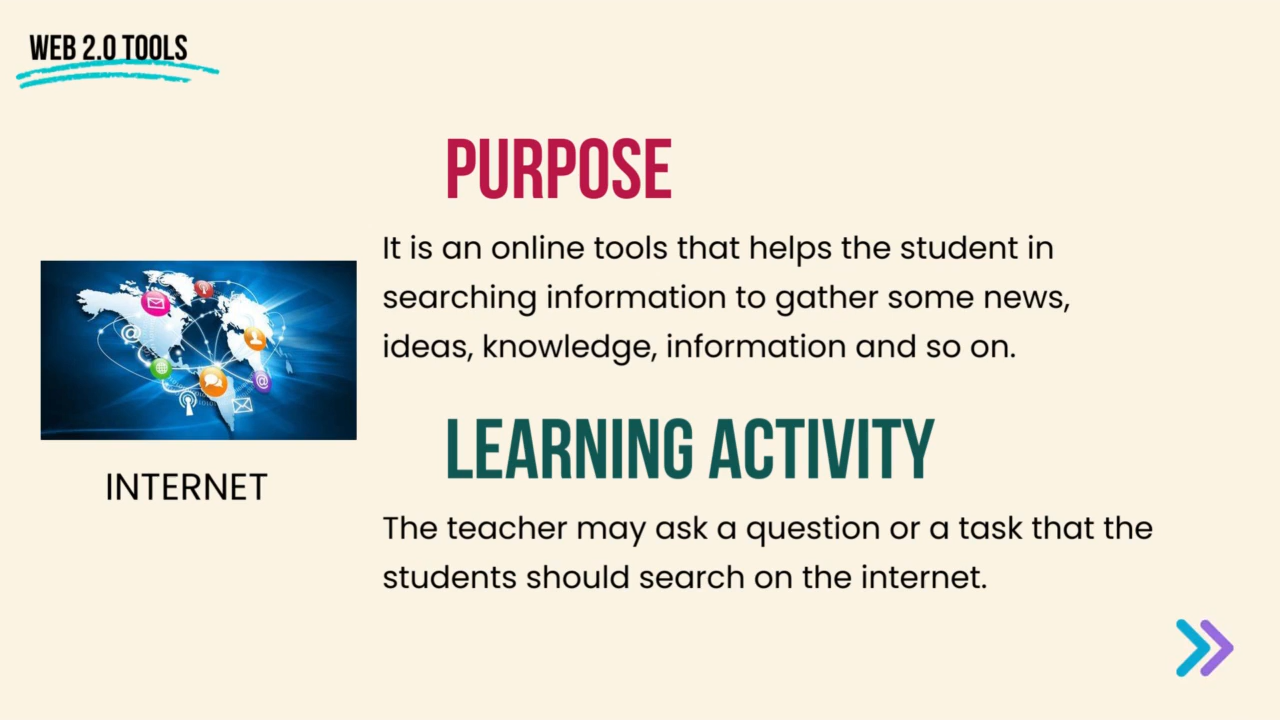 WEB 2.0 TOOLS
PURPOSE
It is an online tools that helps the student in
searching information to gather some news,
ideas, knowledge, information and so on.
INTERNET
LEARNING ACTIVITY
The teacher may ask a question or a task that the
students should search on the internet.